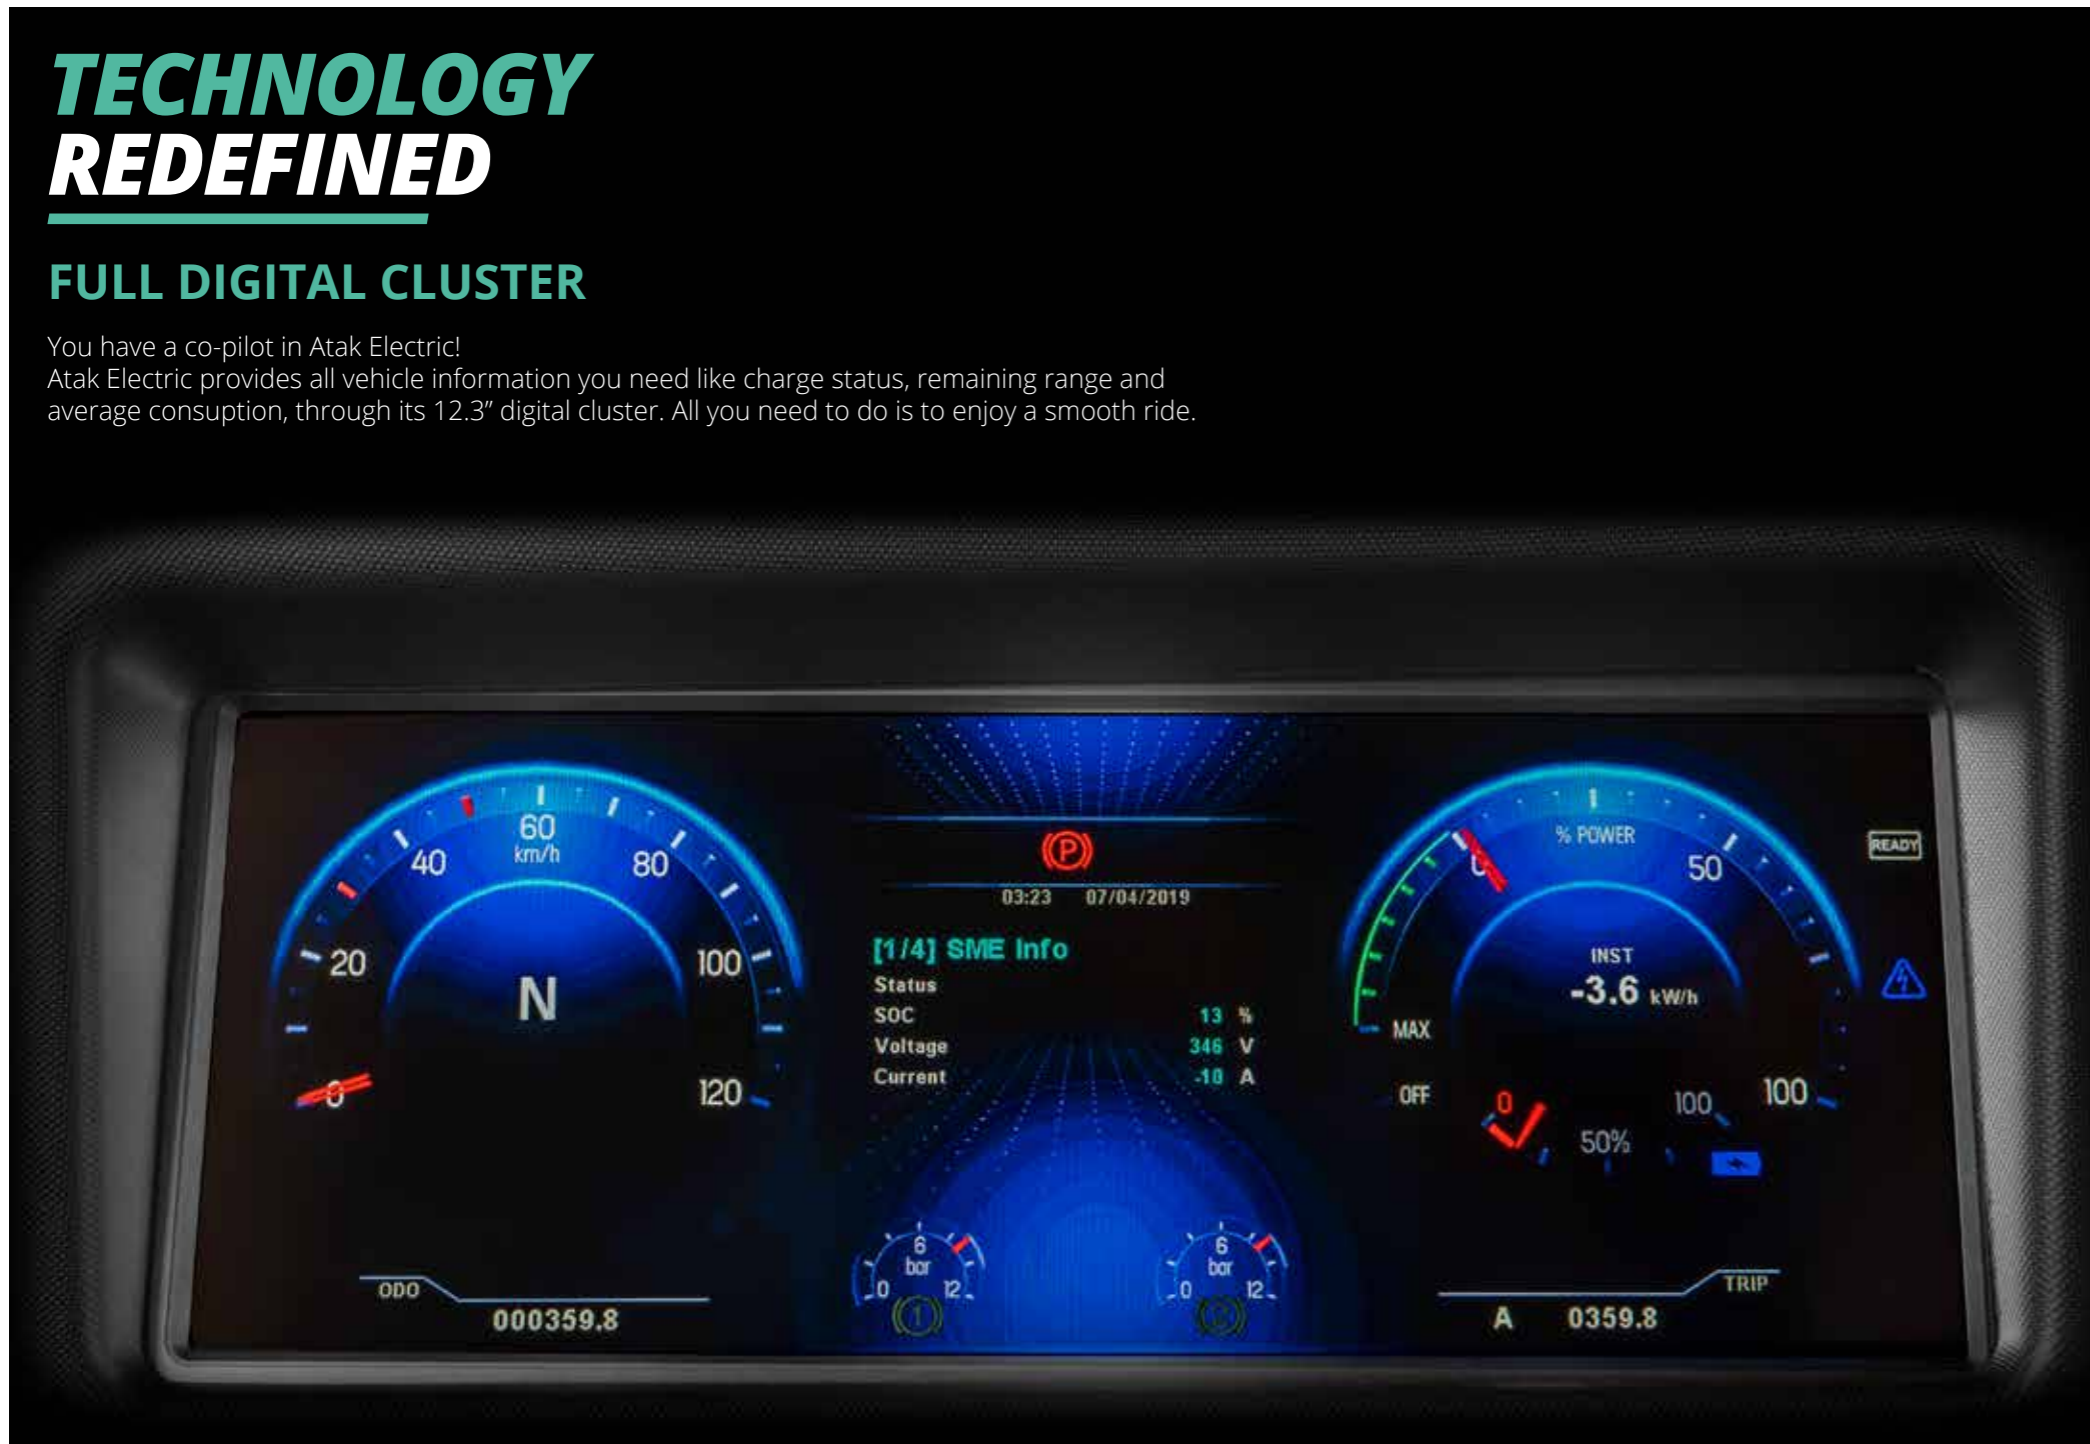 TECHNOLOGY
REDEFINED
FULL DIGITAL CLUSTER
You have a co-pilot in Atak Electric!
Atak Electric provides all vehicle information you need like charge status, remaining range and
average consuption, through its 12.3” digital cluster. All you need to do is to enjoy a smooth ride.
60
km/h
40
80
20
100
0
120
N
ODO
000359.8
P
03:23 07/04/2019
[1/4] SME Info
Status
SOC 13 %
Voltage 346 V
Current -10 A
6
bar
0 12
1
6
bar
0 12
2
% POWER
0
50
INST
-3.6 kW/h
MAX
OFF
100
0
50%
100
READY
TRIP
A 0359.8